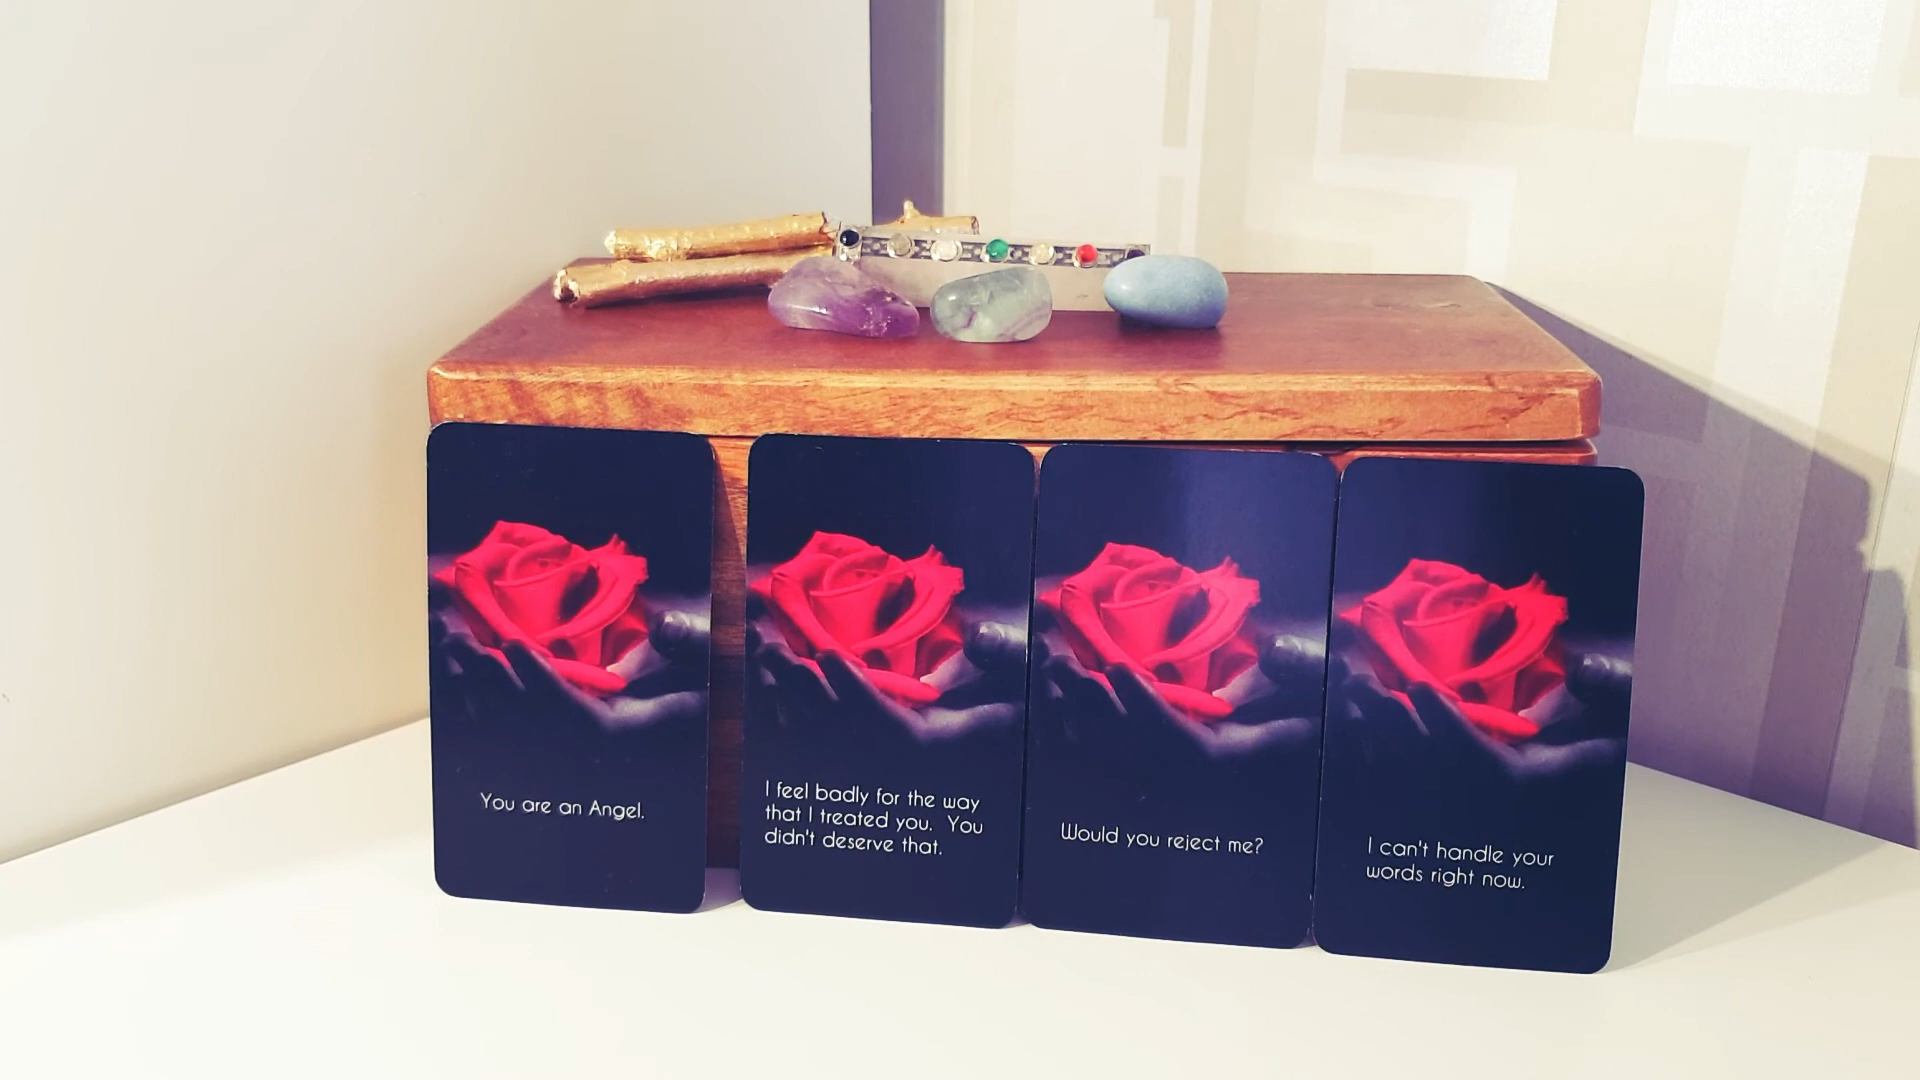 You are an Angel.
I feel badly for the way
that I treated you.  You
didn't deserve that.
Would you reject me?
I can't handle your
words right now.